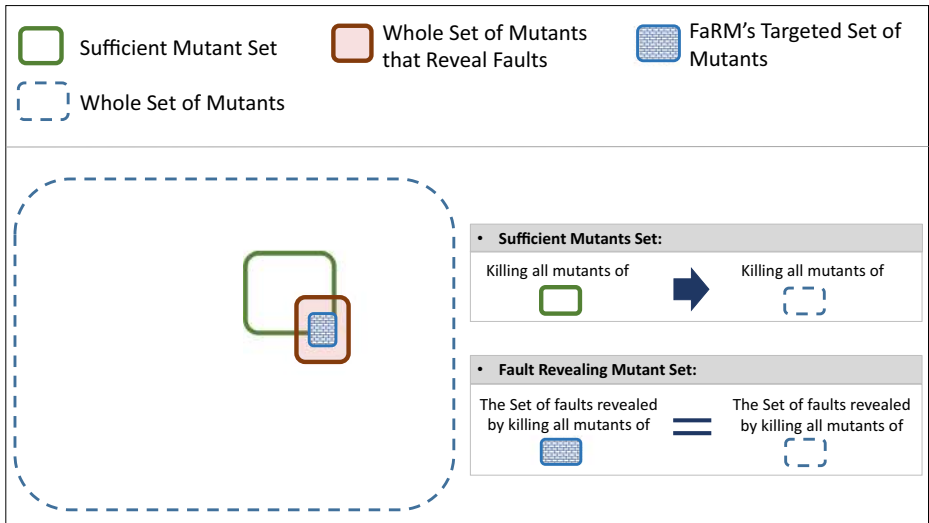 Sufficient Mutant Set
Whole Set of Mutants
that Reveal Faults
FaRM's Targeted Set of
Mutants
Whole Set of Mutants
• Sufficient Mutants Set:
Killing all mutants of
Killing all mutants of
• Fault Revealing Mutant Set:
The Set of faults revealed
by killing all mutants of
The Set of faults revealed
by killing all mutants of